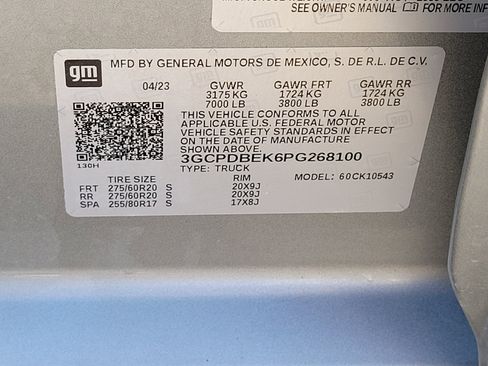 SEE OWNER'S MANUAL FOR MORE INFO
gm
MFD BY GENERAL MOTORS DE MEXICO, S. DE R.L. DE C.V.
04/23 GVWR GAWR FRT GAWR RR
3175 KG 1724 KG 1724 KG
7000 LB 3800 LB 3800 LB
THIS VEHICLE CONFORMS TO ALL
APPLICABLE U.S. FEDERAL MOTOR
VEHICLE SAFETY STANDARDS IN EFFECT
ON THE DATE OF MANUFACTURE
SHOWN ABOVE.
3GCPDBEK6PG268100
130H
TYPE: TRUCK
TIRE SIZE RIM MODEL: 60CK10543
FRT 275/60R20 S 20X9J
RR 275/60R20 S 20X9J
SPA 255/80R17 S 17X8J